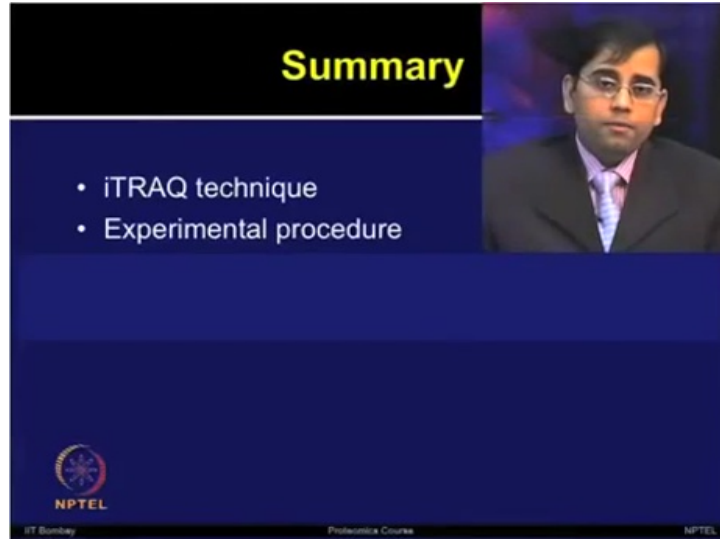 Summary
• iTRAQ technique
• Experimental procedure
NPTEL
IIT Bombay
Proteomics Course
NPTEL